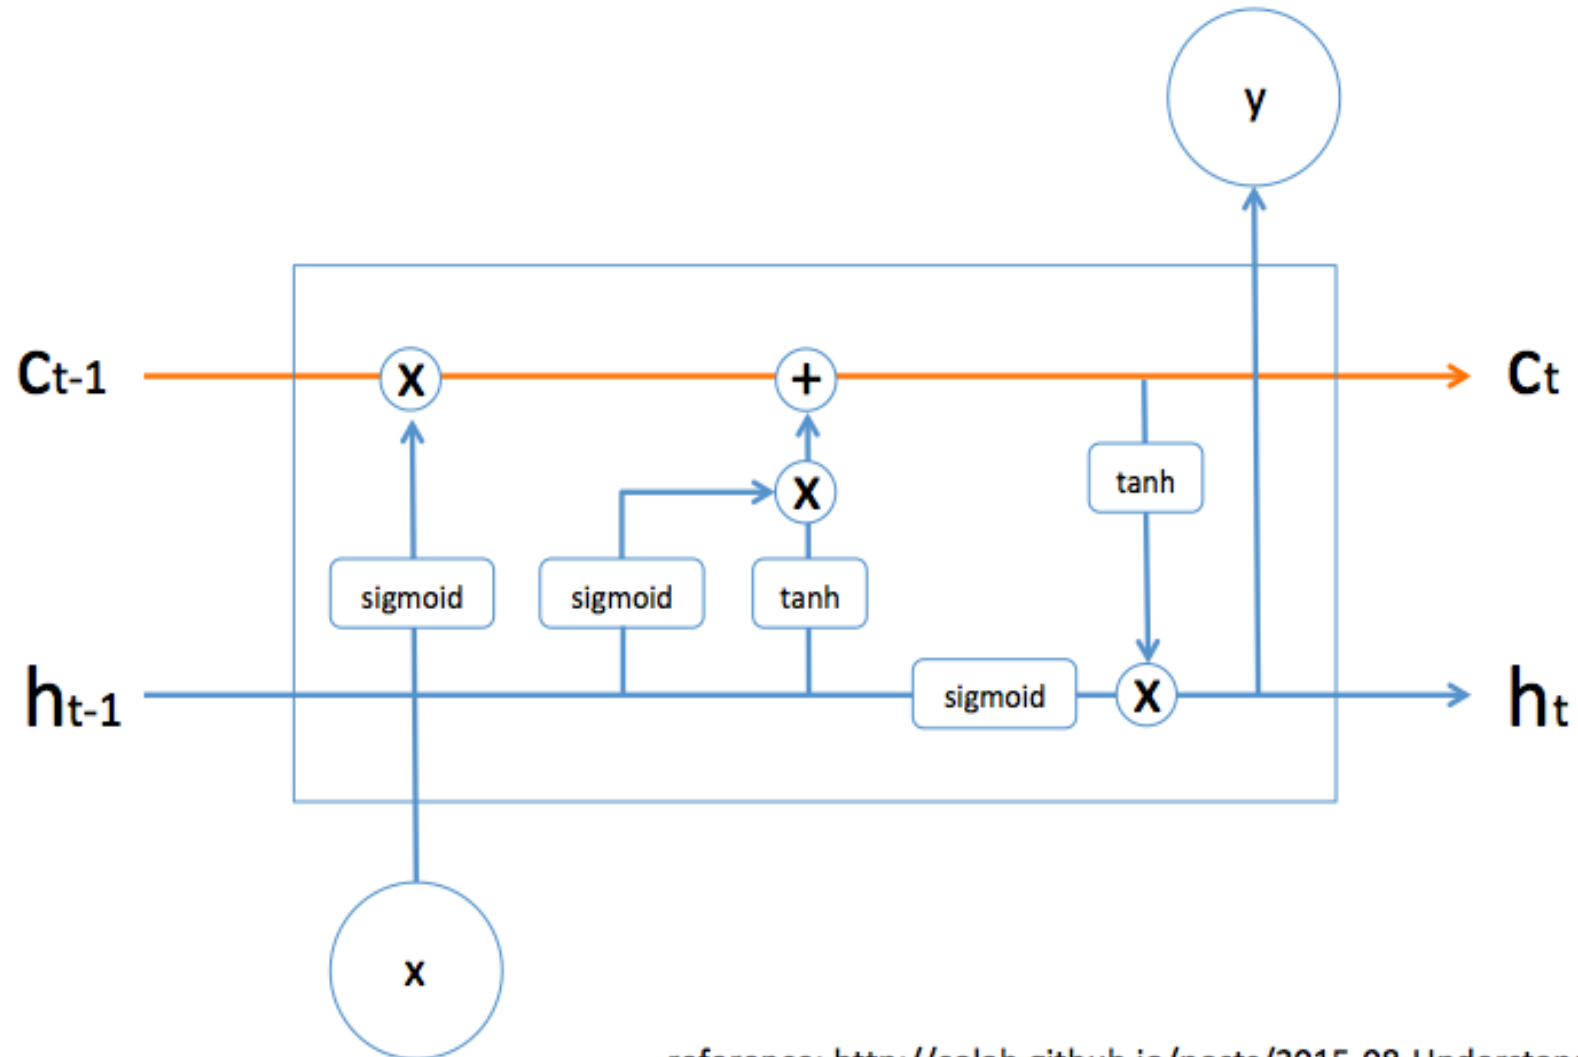 y
Ct-1 X + Ct
X tanh
sigmoid sigmoid tanh
ht-1 sigmoid X ht
x